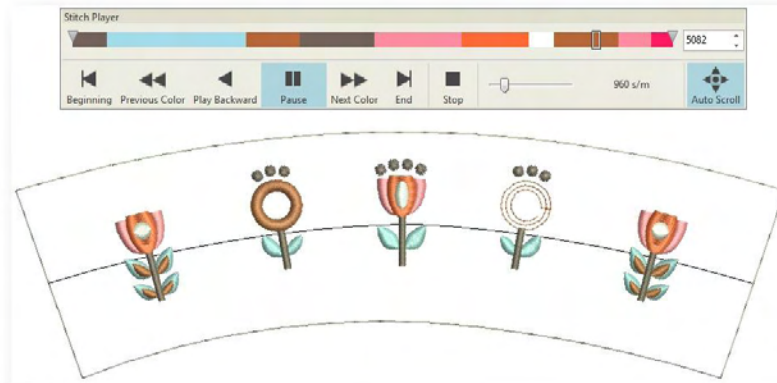 Stitch Player
5082
Beginning Previous Color Play Backward Pause Next Color End Stop 960 s/m Auto Scroll